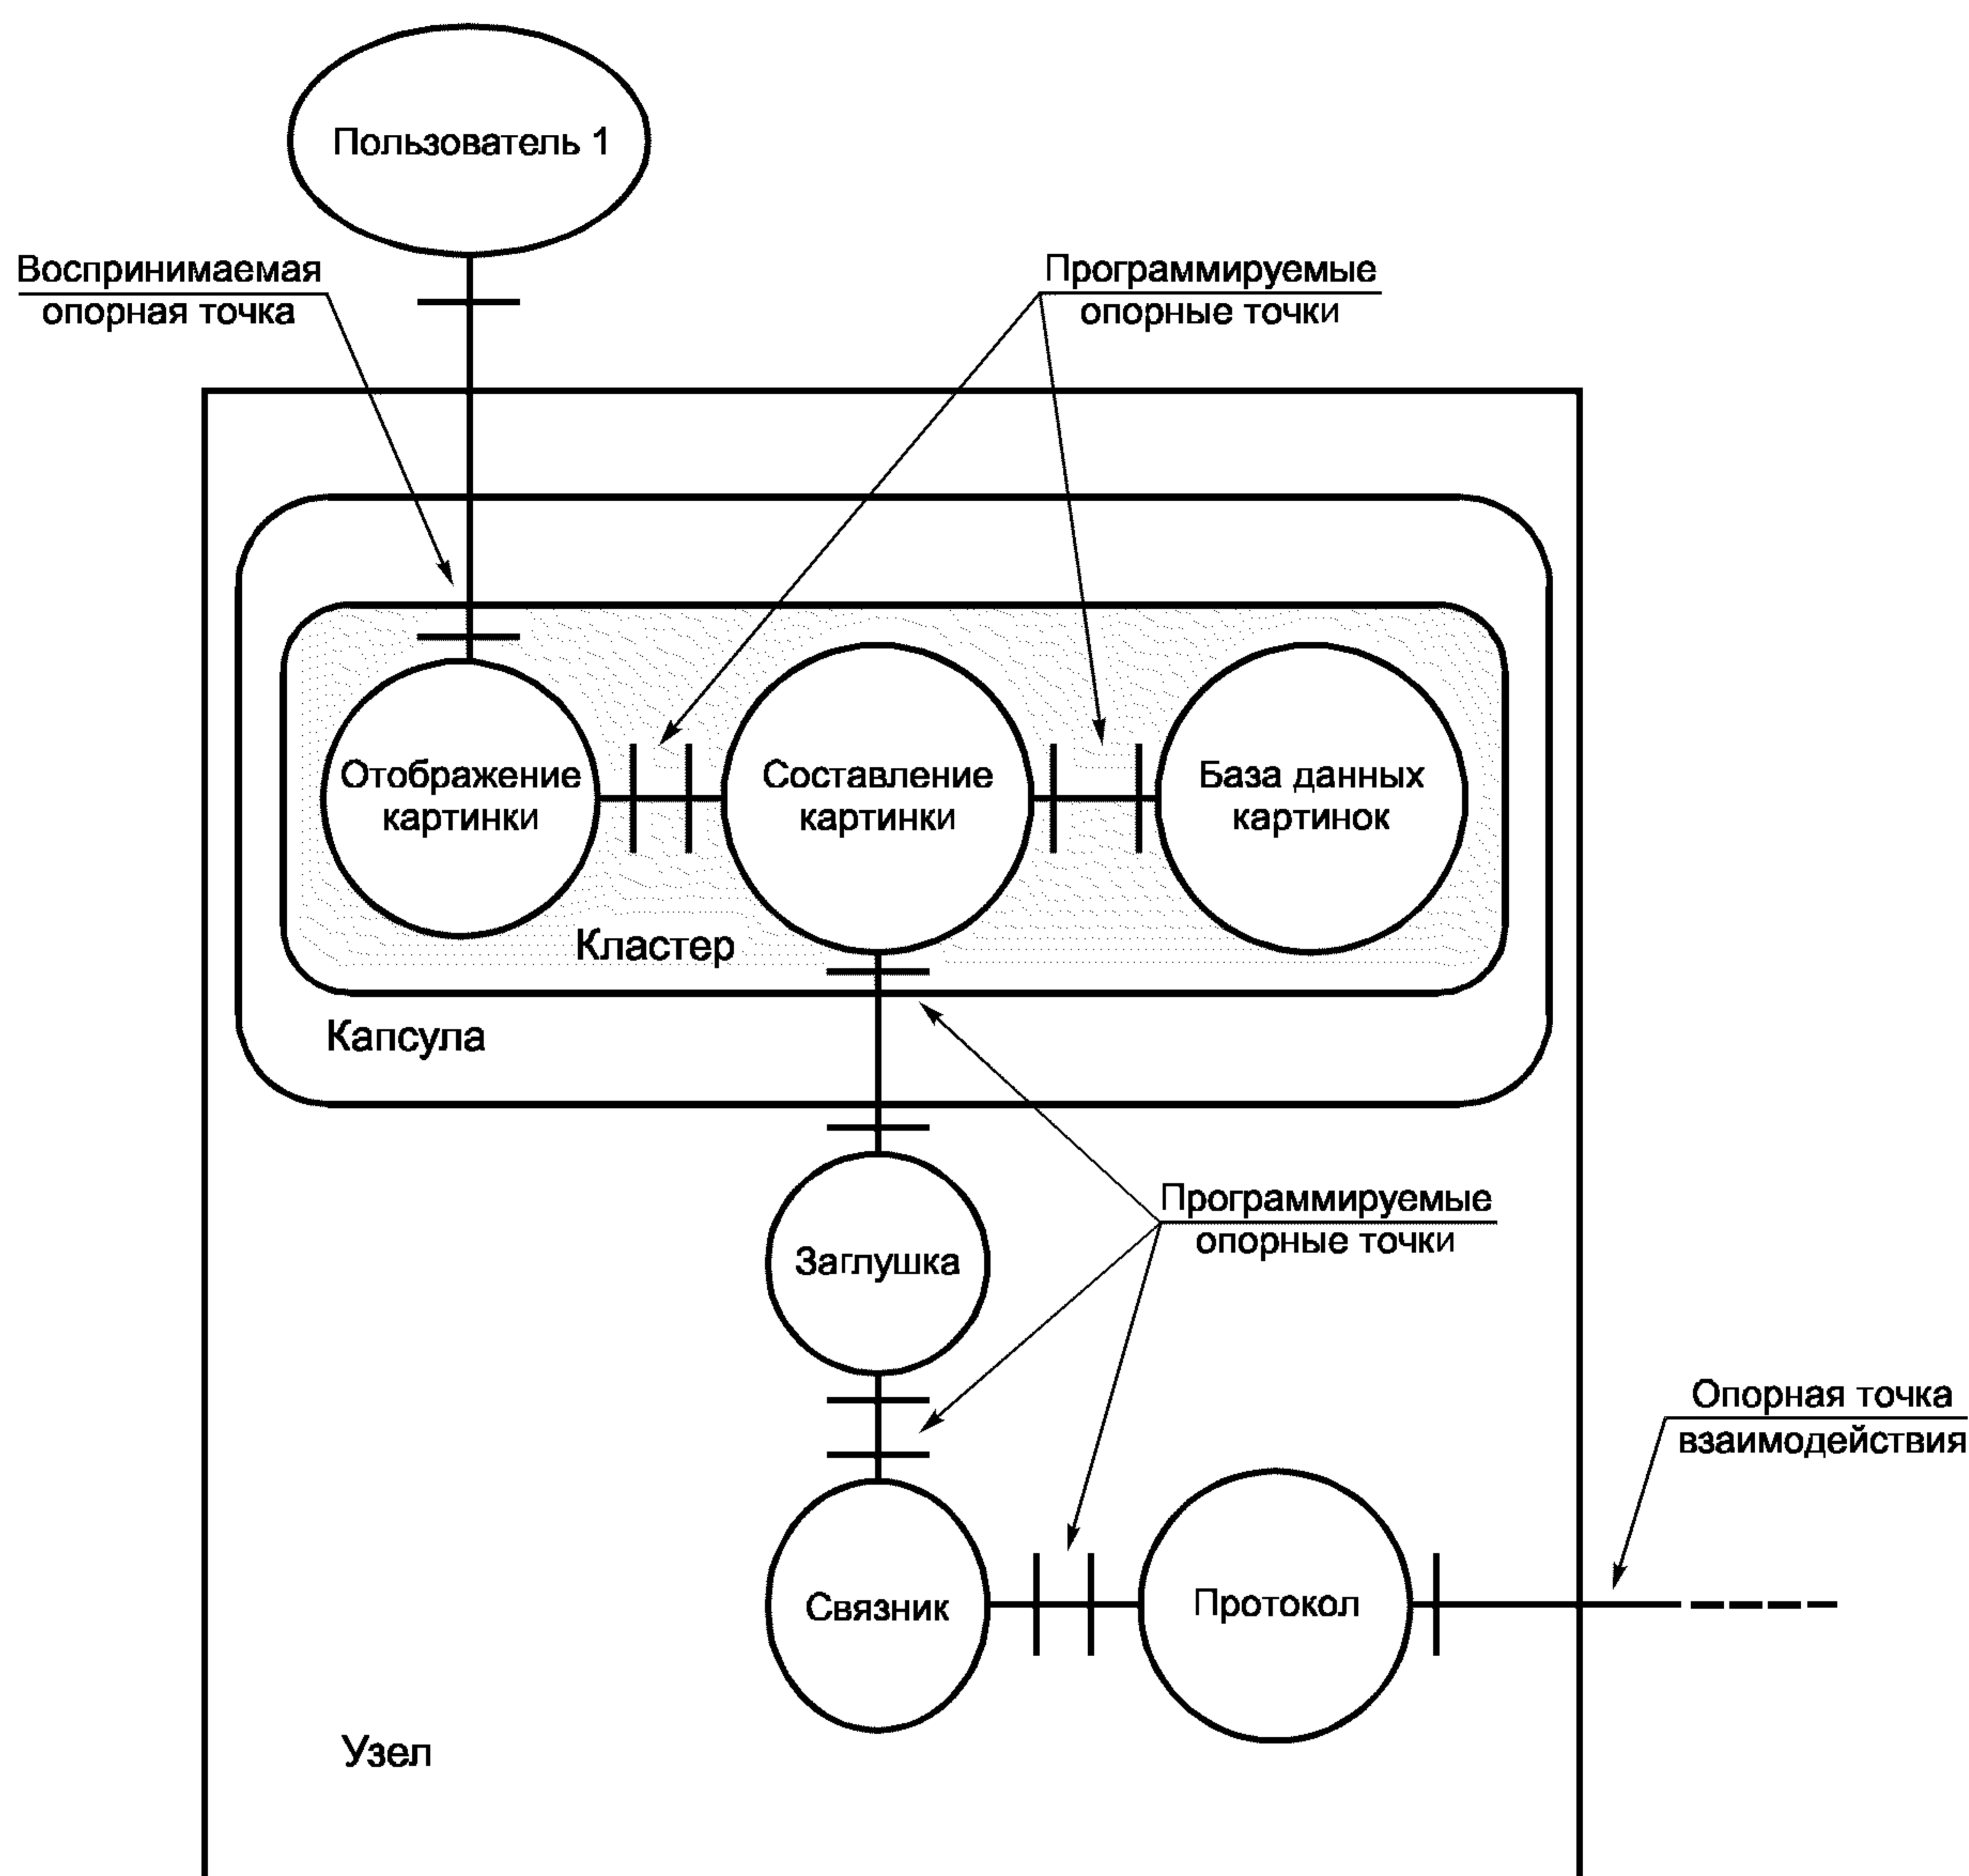 Пользователь 1
Воспринимаемая
опорная точка
Программируемые
опорные точки
Отображение
картинки
Составление
картинки
База данных
картинок
Кластер
Капсула
Заглушка
Программируемые
опорные точки
Опорная точка
взаимодействия
Связник
Протокол
Узел